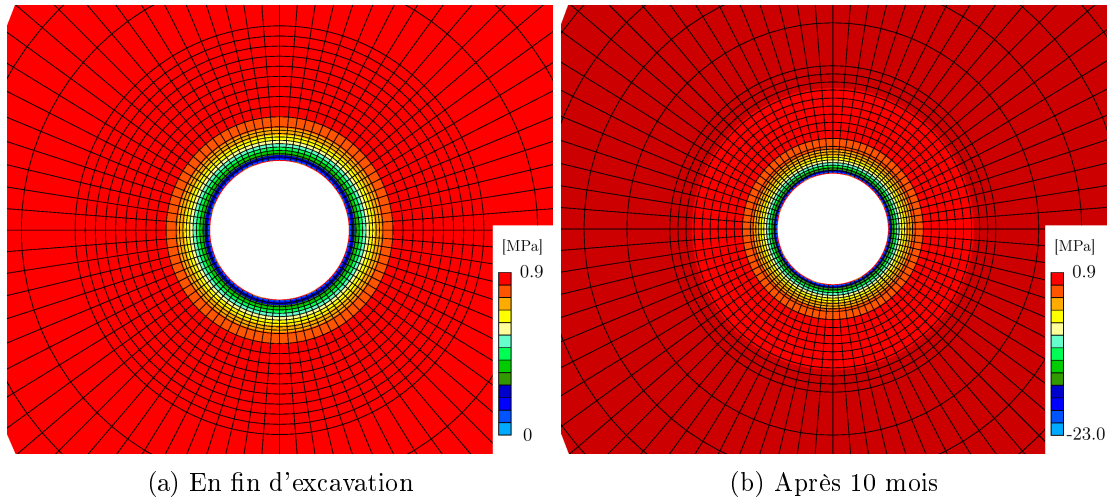 [MPa]
0.9
0
[MPa]
0.9
-23.0
(a) En fin d'excavation
(b) Après 10 mois